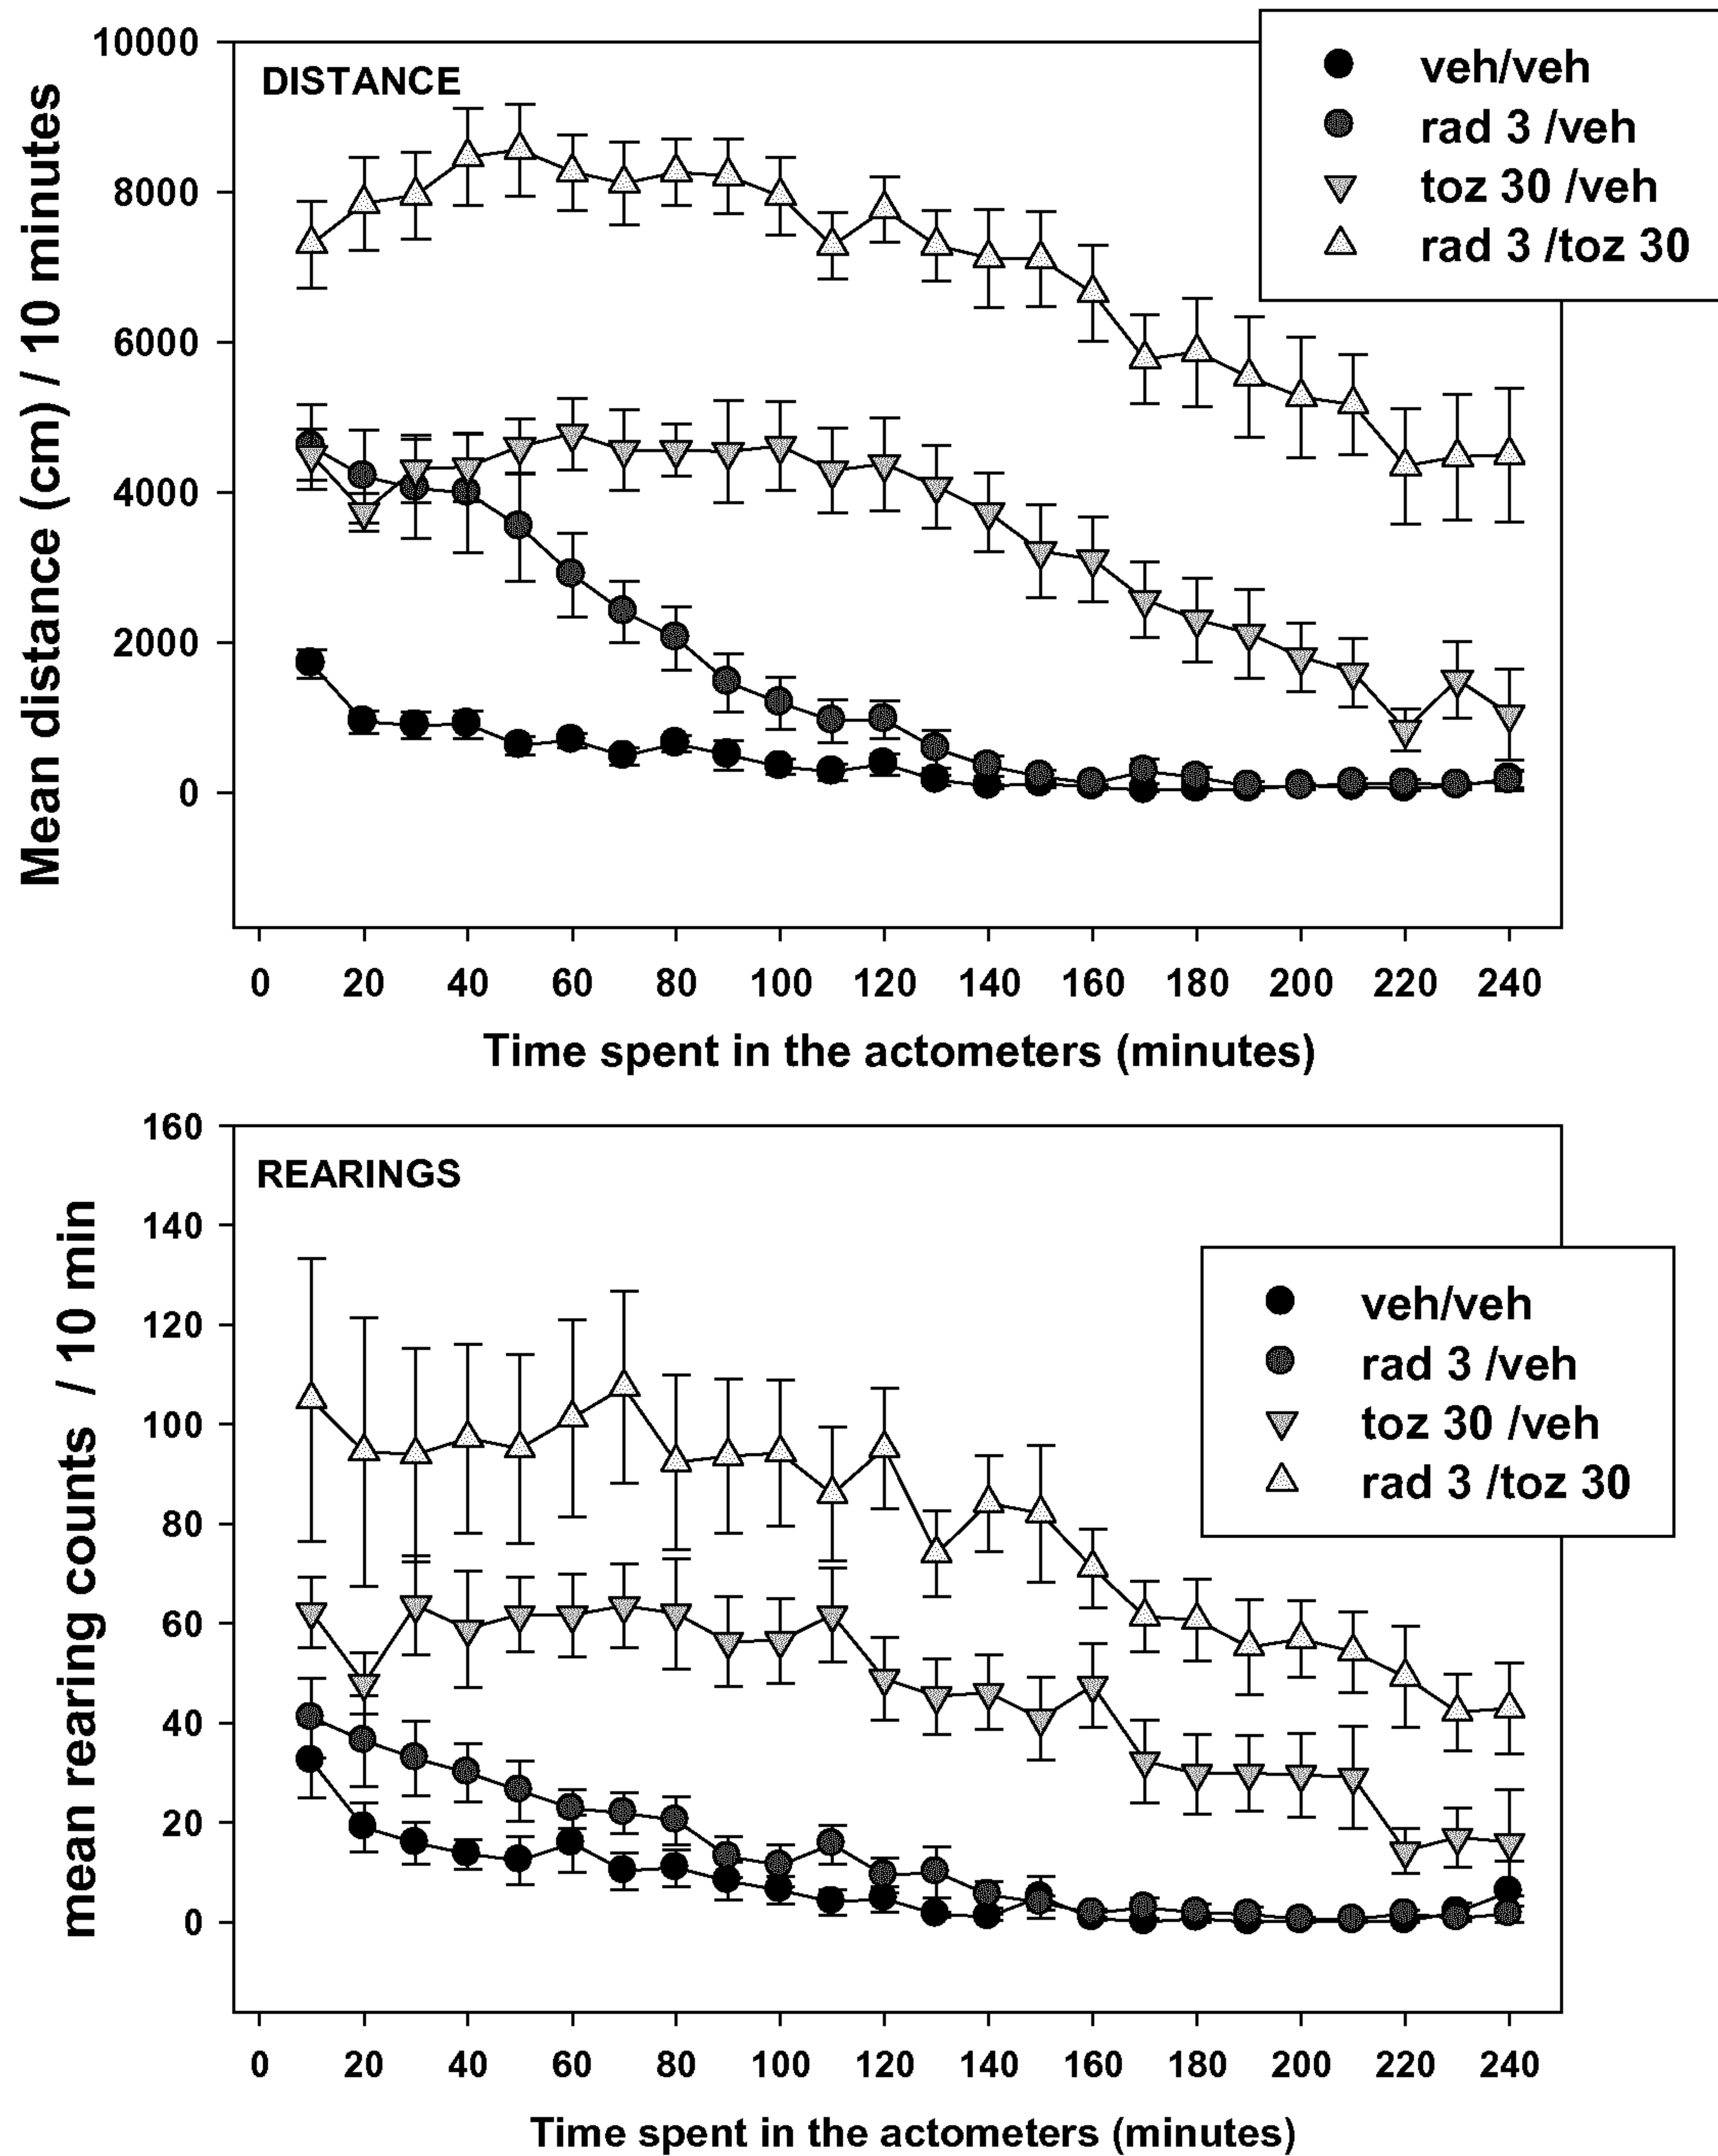 DISTANCE
veh/veh
rad 3 /veh
toz 30 /veh
rad 3 /toz 30
Mean distance (cm) / 10 minutes
10000
8000
6000
4000
2000
0
0 20 40 60 80 100 120 140 160 180 200 220 240
Time spent in the actometers (minutes)
REARINGS
veh/veh
rad 3 /veh
toz 30 /veh
rad 3 /toz 30
mean rearing counts / 10 min
160
140
120
100
80
60
40
20
0
0 20 40 60 80 100 120 140 160 180 200 220 240
Time spent in the actometers (minutes)